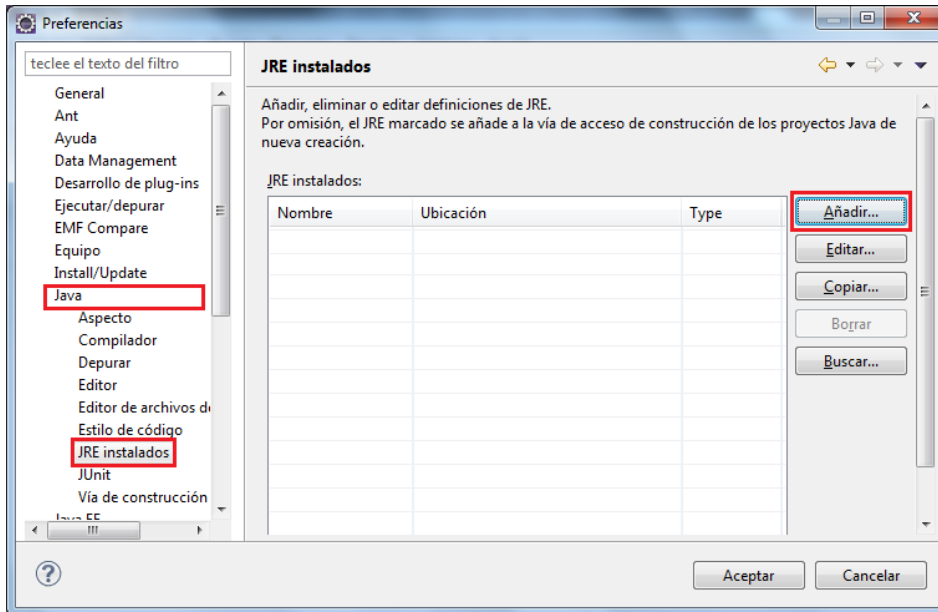 Preferencias
teclee el texto del filtro
General
Ant
Ayuda
Data Management
Desarrollo de plug-ins
Ejecutar/depurar
EMF Compare
Equipo
Install/Update
Java
Aspecto
Compilador
Depurar
Editor
Editor de archivos de
Estilo de código
JRE instalados
JUnit
Vía de construcción
Java EE
JRE instalados
Añadir, eliminar o editar definiciones de JRE.
Por omisión, el JRE marcado se añade a la vía de acceso de construcción de los proyectos Java de
nueva creación.
JRE instalados:
Nombre Ubicación Type
Añadir...
Editar...
Copiar...
Borrar
Buscar...
Aceptar Cancelar